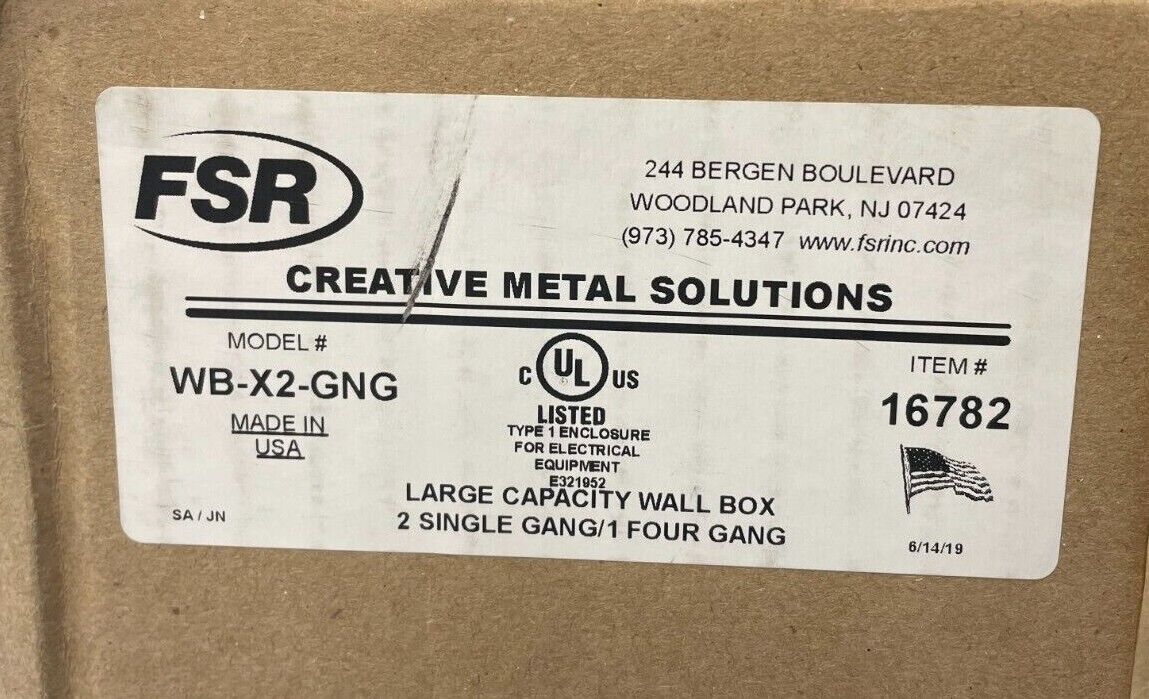 FSR
244 BERGEN BOULEVARD
WOODLAND PARK, NJ 07424
(973) 785-4347 www.fsrinc.com
CREATIVE METAL SOLUTIONS
MODEL #
WB-X2-GNG
MADE IN
USA
C UL US
LISTED
TYPE 1 ENCLOSURE
FOR ELECTRICAL
EQUIPMENT
E321952
ITEM #
16782
LARGE CAPACITY WALL BOX
2 SINGLE GANG/1 FOUR GANG
SA / JN
6/14/19